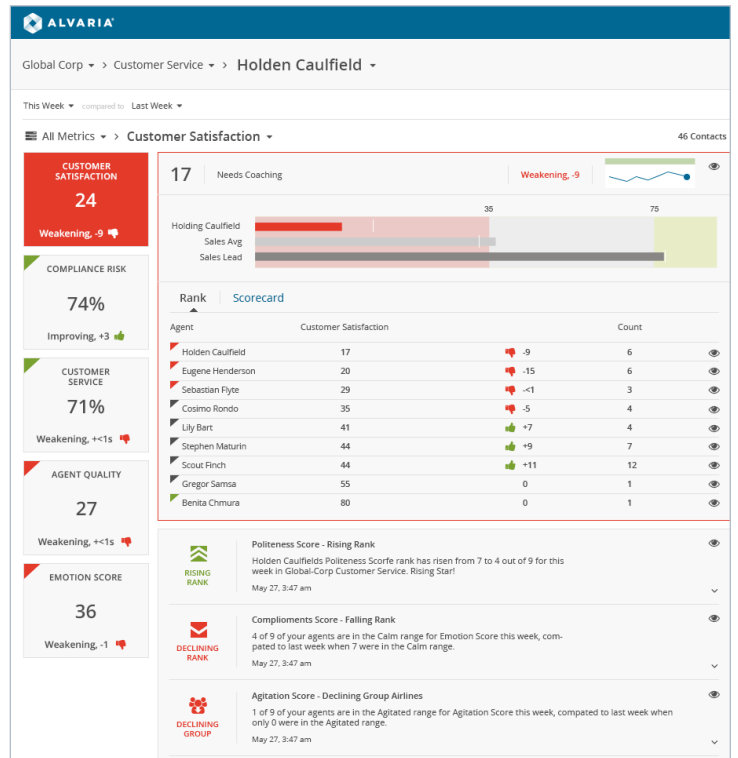 ALVARIA
Global Corp > Customer Service > Holden Caulfield
This Week compared to Last Week
All Metrics > Customer Satisfaction
46 Contacts
CUSTOMER
SATISFACTION
24
Weakening, -9
COMPLIANCE RISK
74%
Improving, +3
CUSTOMER
SERVICE
71%
Weakening, +<1s
AGENT QUALITY
27
Weakening, +<1s
EMOTION SCORE
36
Weakening, -1
17 Needs Coaching Weakening, -9
35 75
Holding Caulfield
Sales Avg
Sales Lead
Rank Scorecard
Agent Customer Satisfaction Count
Holden Caulfield 17 -9 6
Eugene Henderson 20 -15 6
Sebastian Flyte 29 -<1 3
Cosimo Rondo 35 -5 4
Lily Bart 41 +7 4
Stephen Maturin 44 +9 7
Scout Finch 44 +11 12
Gregor Samsa 55 0 1
Benita Chmura 80 0 1
RISING
RANK
Politeness Score - Rising Rank
Holden Caulfields Politeness Scorfe rank has risen from 7 to 4 out of 9 for this
week in Global-Corp Customer Service. Rising Star!
May 27, 3:47 am
DECLINING
RANK
Complioments Score - Falling Rank
4 of 9 of your agents are in the Calm range for Emotion Score this week, com-
pated to last week when 7 were in the Calm range.
May 27, 3:47 am
DECLINING
GROUP
Agitation Score - Declining Group Airlines
1 of 9 of your agents are in the Agitated range for Agitation Score this week, compated to last week when
only 0 were in the Agitated range.
May 27, 3:47 am